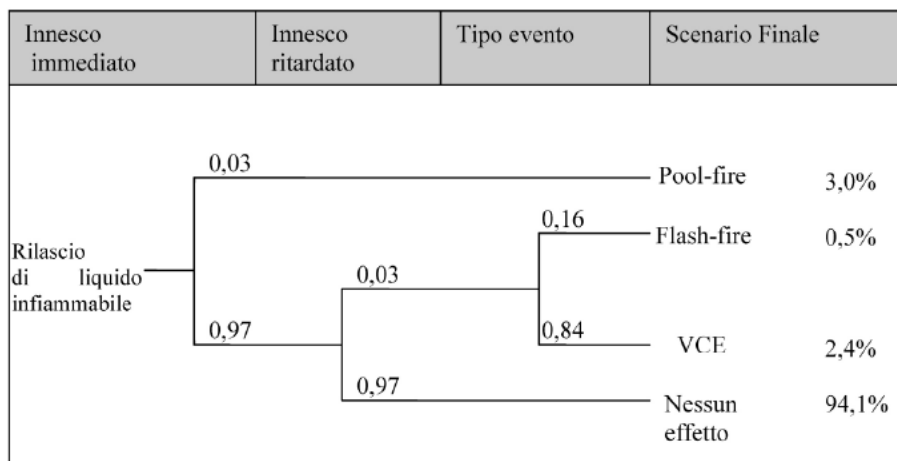 Innesco
immediato
Innesco
ritardato
Tipo evento
Scenario Finale
0,03
Pool-fire
3,0%
0,16
Flash-fire
0,5%
Rilascio
di liquido
infiammabile
0,03
0,97
0,84
VCE
2,4%
0,97
Nessun
effetto
94,1%